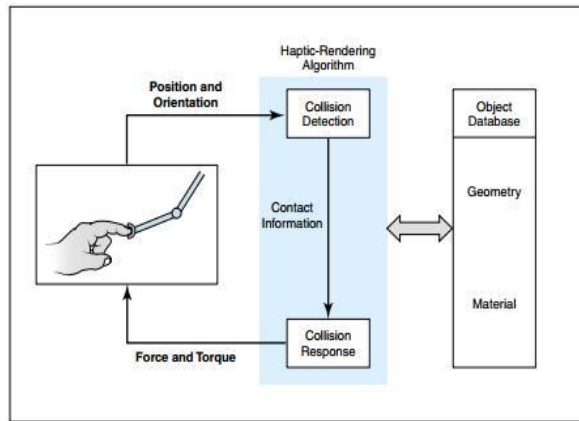 Haptic-Rendering
Algorithm
Position and
Orientation
Collision
Detection
Object
Database
Contact
Information
Geometry
Material
Collision
Response
Force and Torque